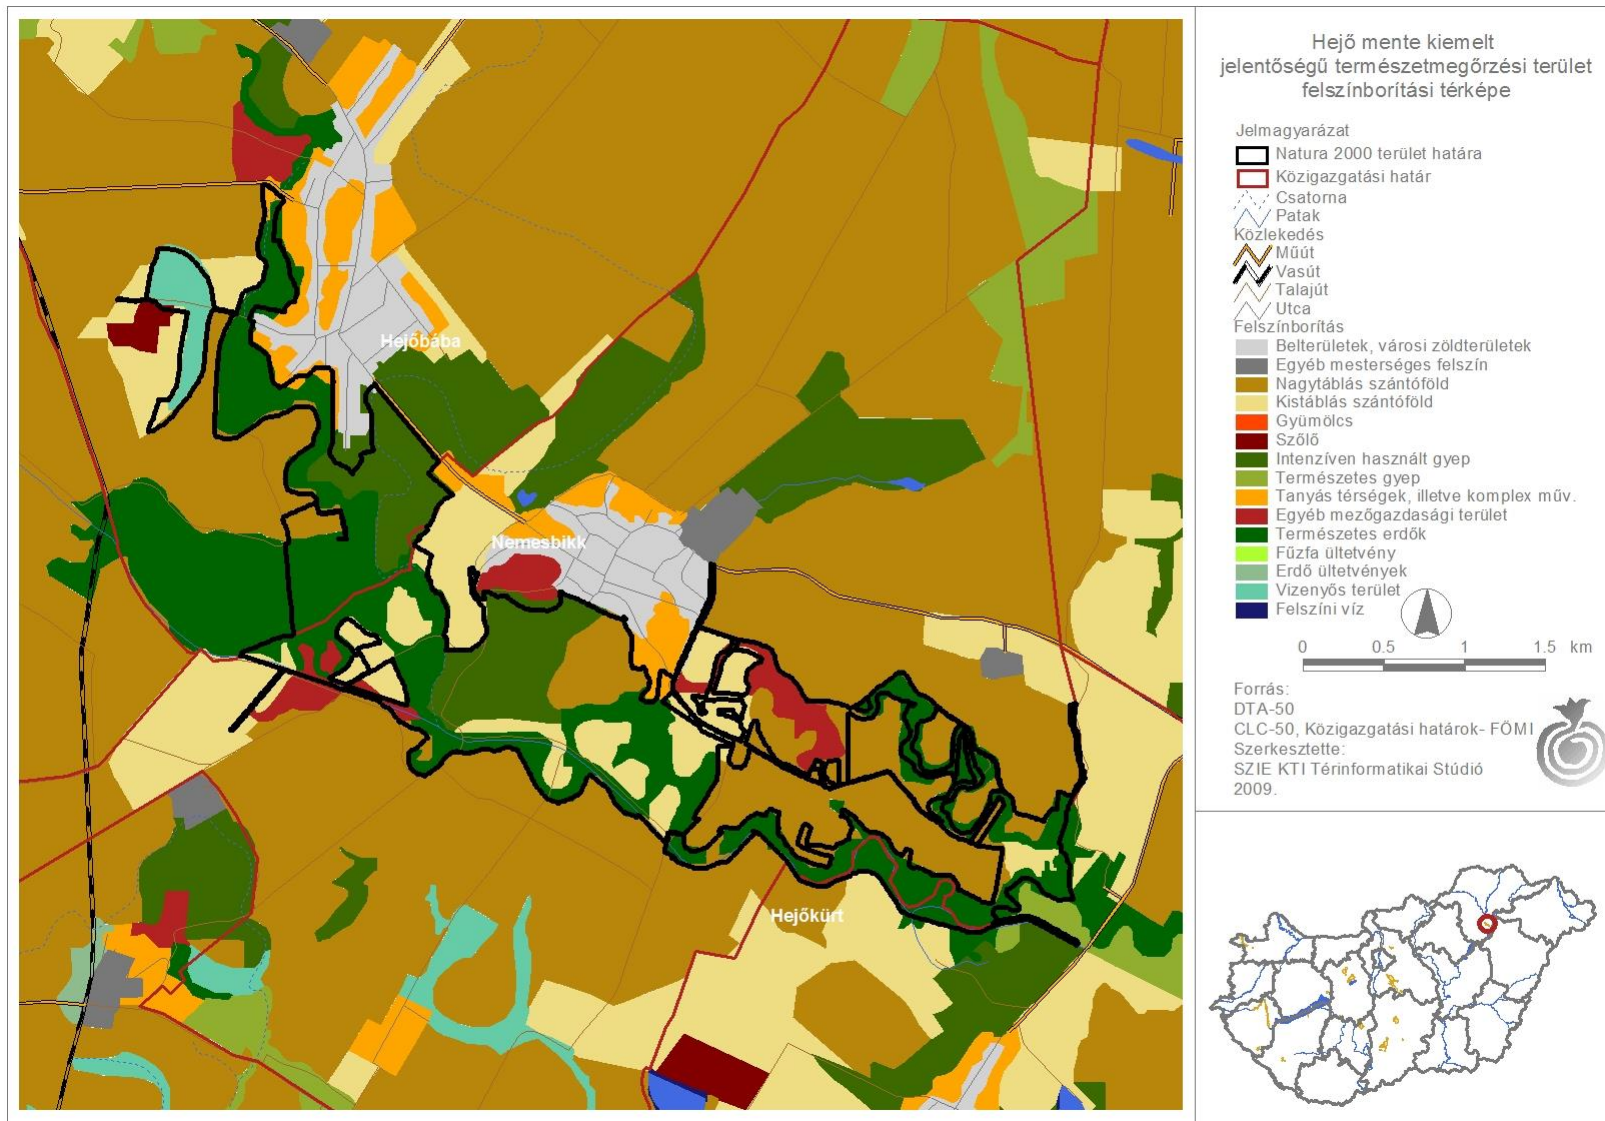 Hejő mente kiemelt
jelentőségű természetmegőrzési terület
felszínborítási térképe
Jelmagyarázat
Natura 2000 terület határa
Közigazgatási határ
Csatorna
Patak
Közlekedés
Műút
Vasút
Talajút
Utca
Felszínborítás
Belterületek, városi zöldterületek
Egyéb mesterséges felszín
Nagytáblás szántóföld
Kistáblás szántóföld
Gyümölcs
Szőlő
Intenzíven használt gyep
Természetes gyep
Tanyás térségek, illetve komplex műv.
Egyéb mezőgazdasági terület
Természetes erdők
Fűzfa ültetvény
Erdő ültetvények
Vizenyős terület
Felszíni víz
0 0.5 1 1.5 km
Forrás:
DTA-50
CLC-50, Közigazgatási határok- FÖMI
Szerkesztette:
SZIE KTI Térinformatikai Stúdió
2009.
Hejőbába
Nemesbikk
Hejőkürt